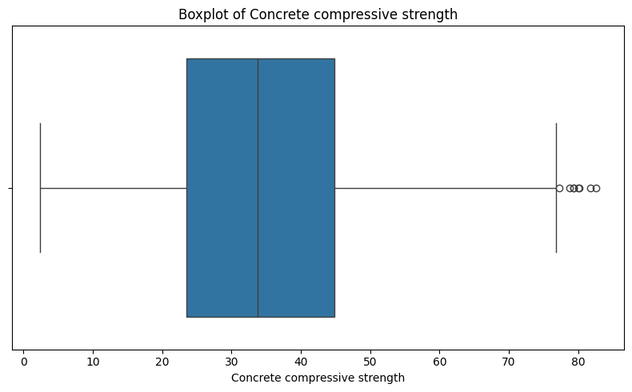 Boxplot of Concrete compressive strength
0 10 20 30 40 50 60 70 80
Concrete compressive strength